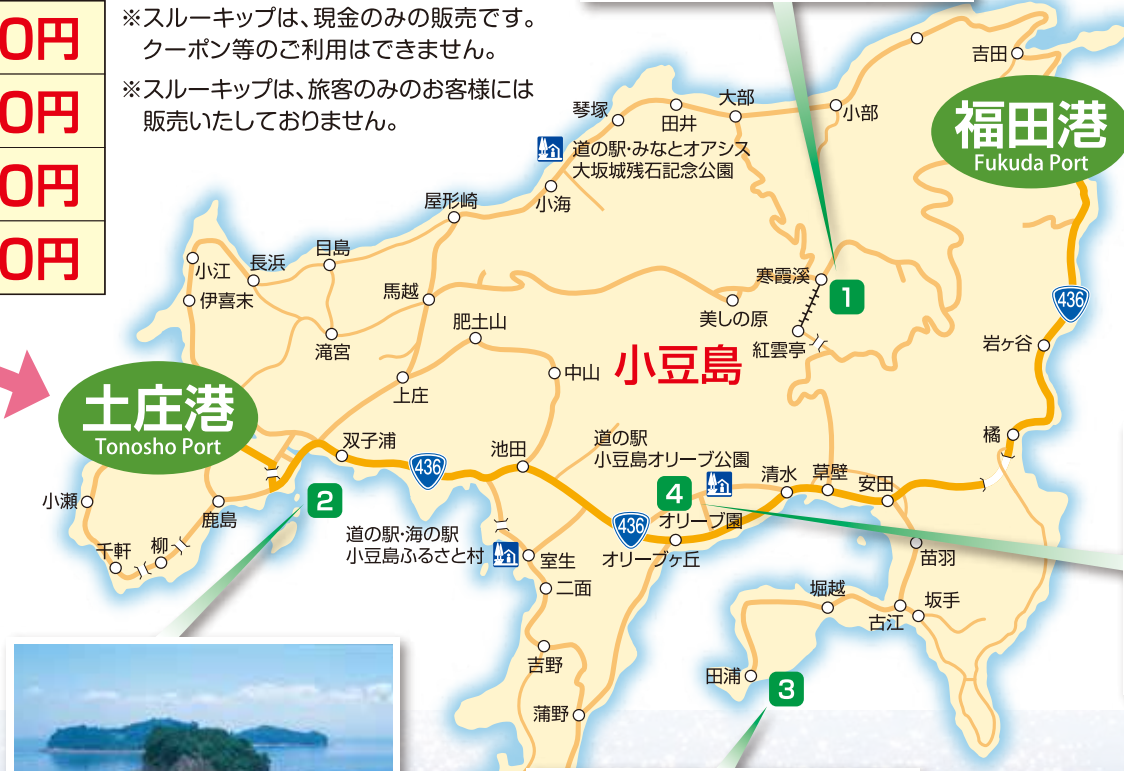 0円
0円
0円
0円
※スルーキップは、現金のみの販売です。
クーポン等のご利用はできません。
※スルーキップは、旅客のみのお客様には
販売いたしておりません。
吉田
福田港
Fukuda Port
小部
大部
田井
琴塚
道の駅・みなとオアシス
大坂城残石記念公園
小海
屋形崎
目島
長浜
小江
伊喜末
馬越
滝宮
肥土山
上庄
中山
小豆島
美しの原
寒霞溪
1
紅雲亭
436
岩ヶ谷
橘
土庄港
Tonosho Port
双子浦
436
池田
道の駅
小豆島オリーブ公園
4
清水
草壁
安田
オリーブ園
436
オリーブヶ丘
小瀬
鹿島
2
千軒
柳
道の駅・海の駅
小豆島ふるさと村
室生
二面
吉野
蒲野
苗羽
堀越
古江
坂手
田浦
3